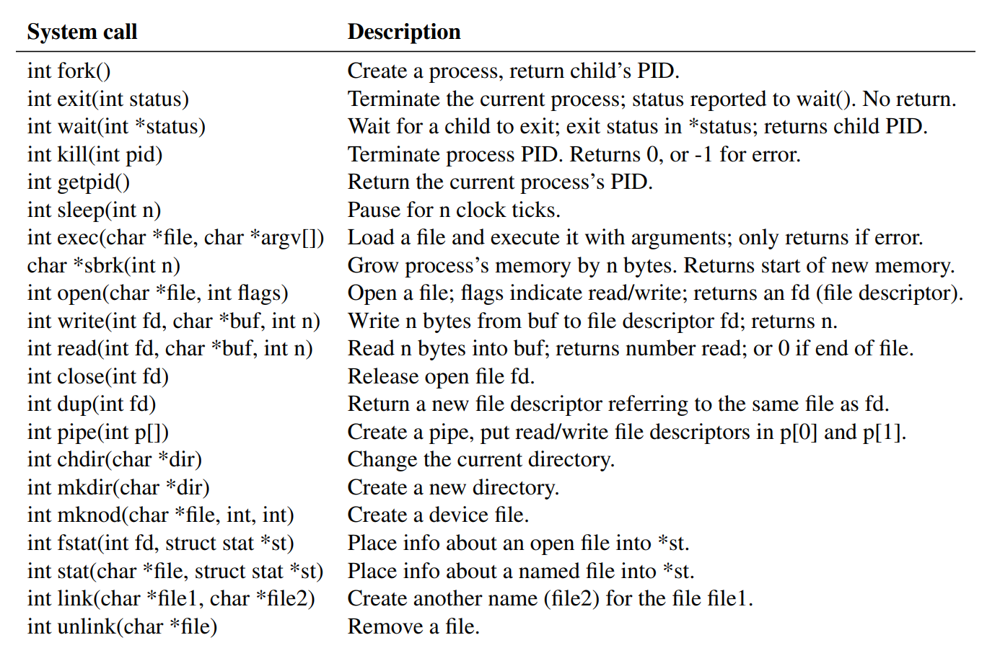 System call Description
int fork() Create a process, return child’s PID.
int exit(int status) Terminate the current process; status reported to wait(). No return.
int wait(int *status) Wait for a child to exit; exit status in *status; returns child PID.
int kill(int pid) Terminate process PID. Returns 0, or -1 for error.
int getpid() Return the current process’s PID.
int sleep(int n) Pause for n clock ticks.
int exec(char *file, char *argv[]) Load a file and execute it with arguments; only returns if error.
char *sbrk(int n) Grow process’s memory by n bytes. Returns start of new memory.
int open(char *file, int flags) Open a file; flags indicate read/write; returns an fd (file descriptor).
int write(int fd, char *buf, int n) Write n bytes from buf to file descriptor fd; returns n.
int read(int fd, char *buf, int n) Read n bytes into buf; returns number read; or 0 if end of file.
int close(int fd) Release open file fd.
int dup(int fd) Return a new file descriptor referring to the same file as fd.
int pipe(int p[]) Create a pipe, put read/write file descriptors in p[0] and p[1].
int chdir(char *dir) Change the current directory.
int mkdir(char *dir) Create a new directory.
int mknod(char *file, int, int) Create a device file.
int fstat(int fd, struct stat *st) Place info about an open file into *st.
int stat(char *file, struct stat *st) Place info about a named file into *st.
int link(char *file1, char *file2) Create another name (file2) for the file file1.
int unlink(char *file) Remove a file.